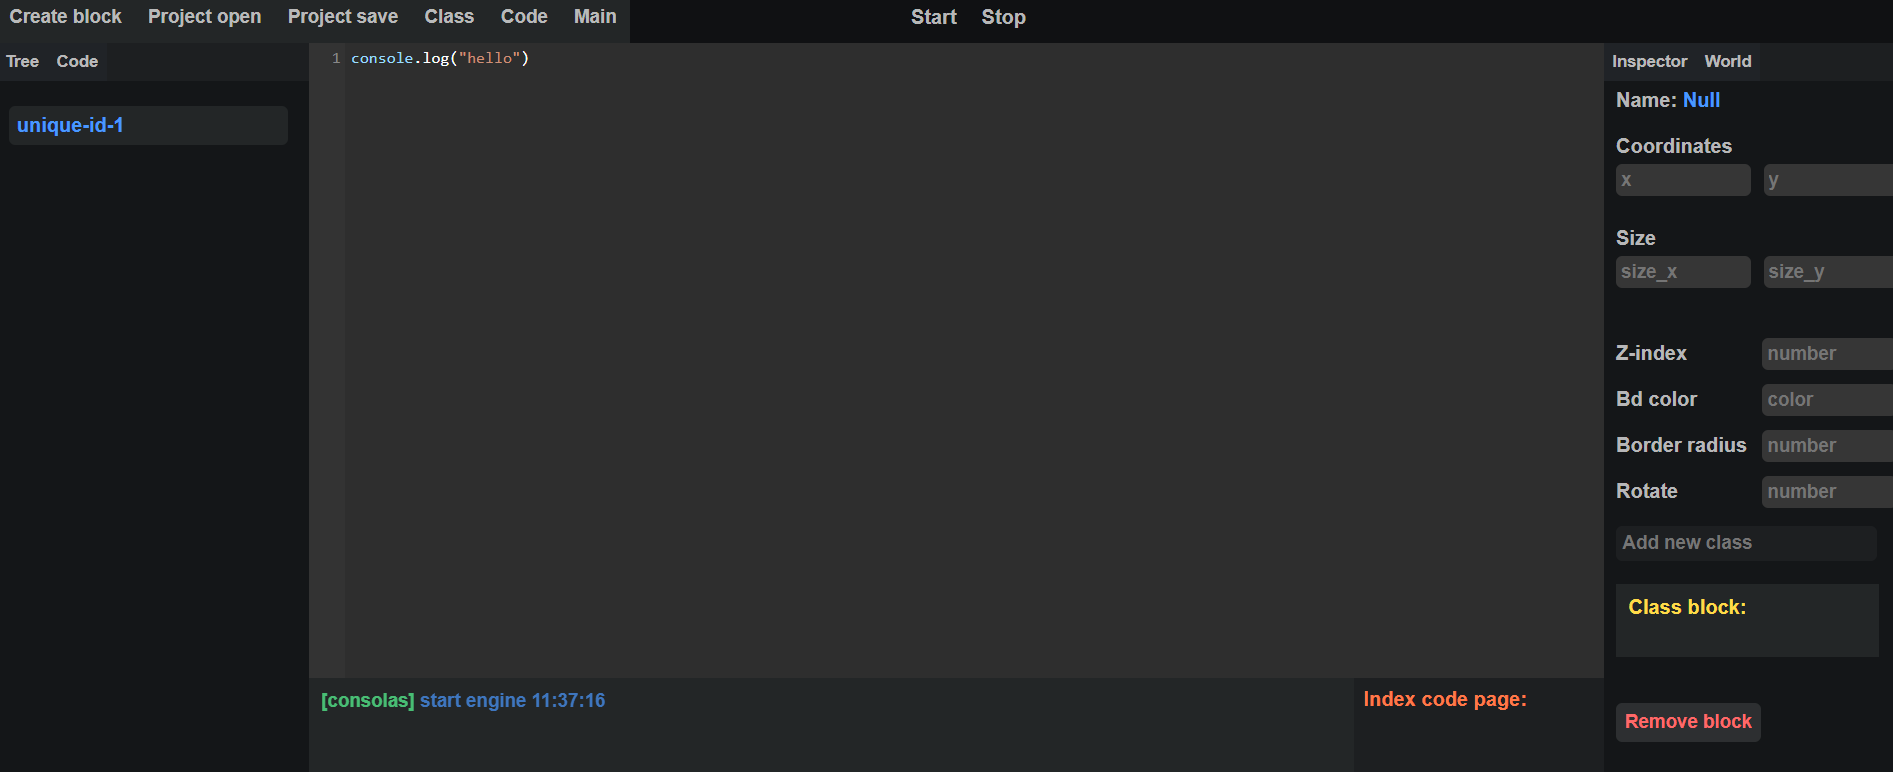 Create block Project open Project save Class Code Main Start Stop
Tree Code
unique-id-1
1 console.log("hello")
[consolas] start engine 11:37:16
Index code page:
Inspector World
Name: Null
Coordinates
x y
Size
size_x size_y
Z-index number
Bd color color
Border radius number
Rotate number
Add new class
Class block:
Remove block